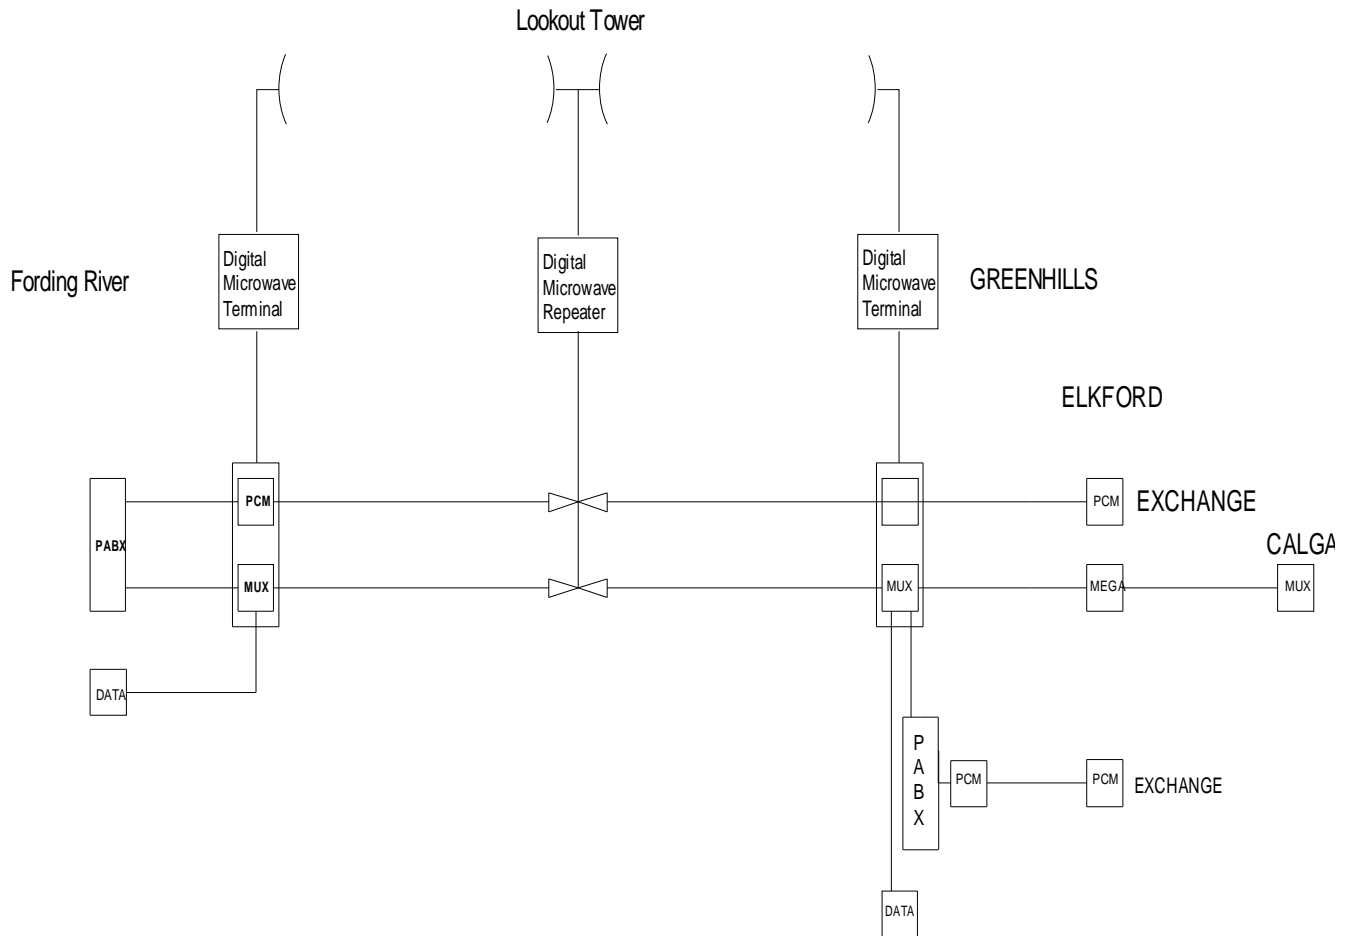 Lookout Tower
Fording River
Digital
Microwave
Terminal
Digital
Microwave
Repeater
Digital
Microwave
Terminal
GREENHILLS
ELKFORD
PCM
PCM
EXCHANGE
PABX
CALGA
MUX
MUX
MEGA
MUX
DATA
P
A
B
X
PCM
PCM
EXCHANGE
DATA